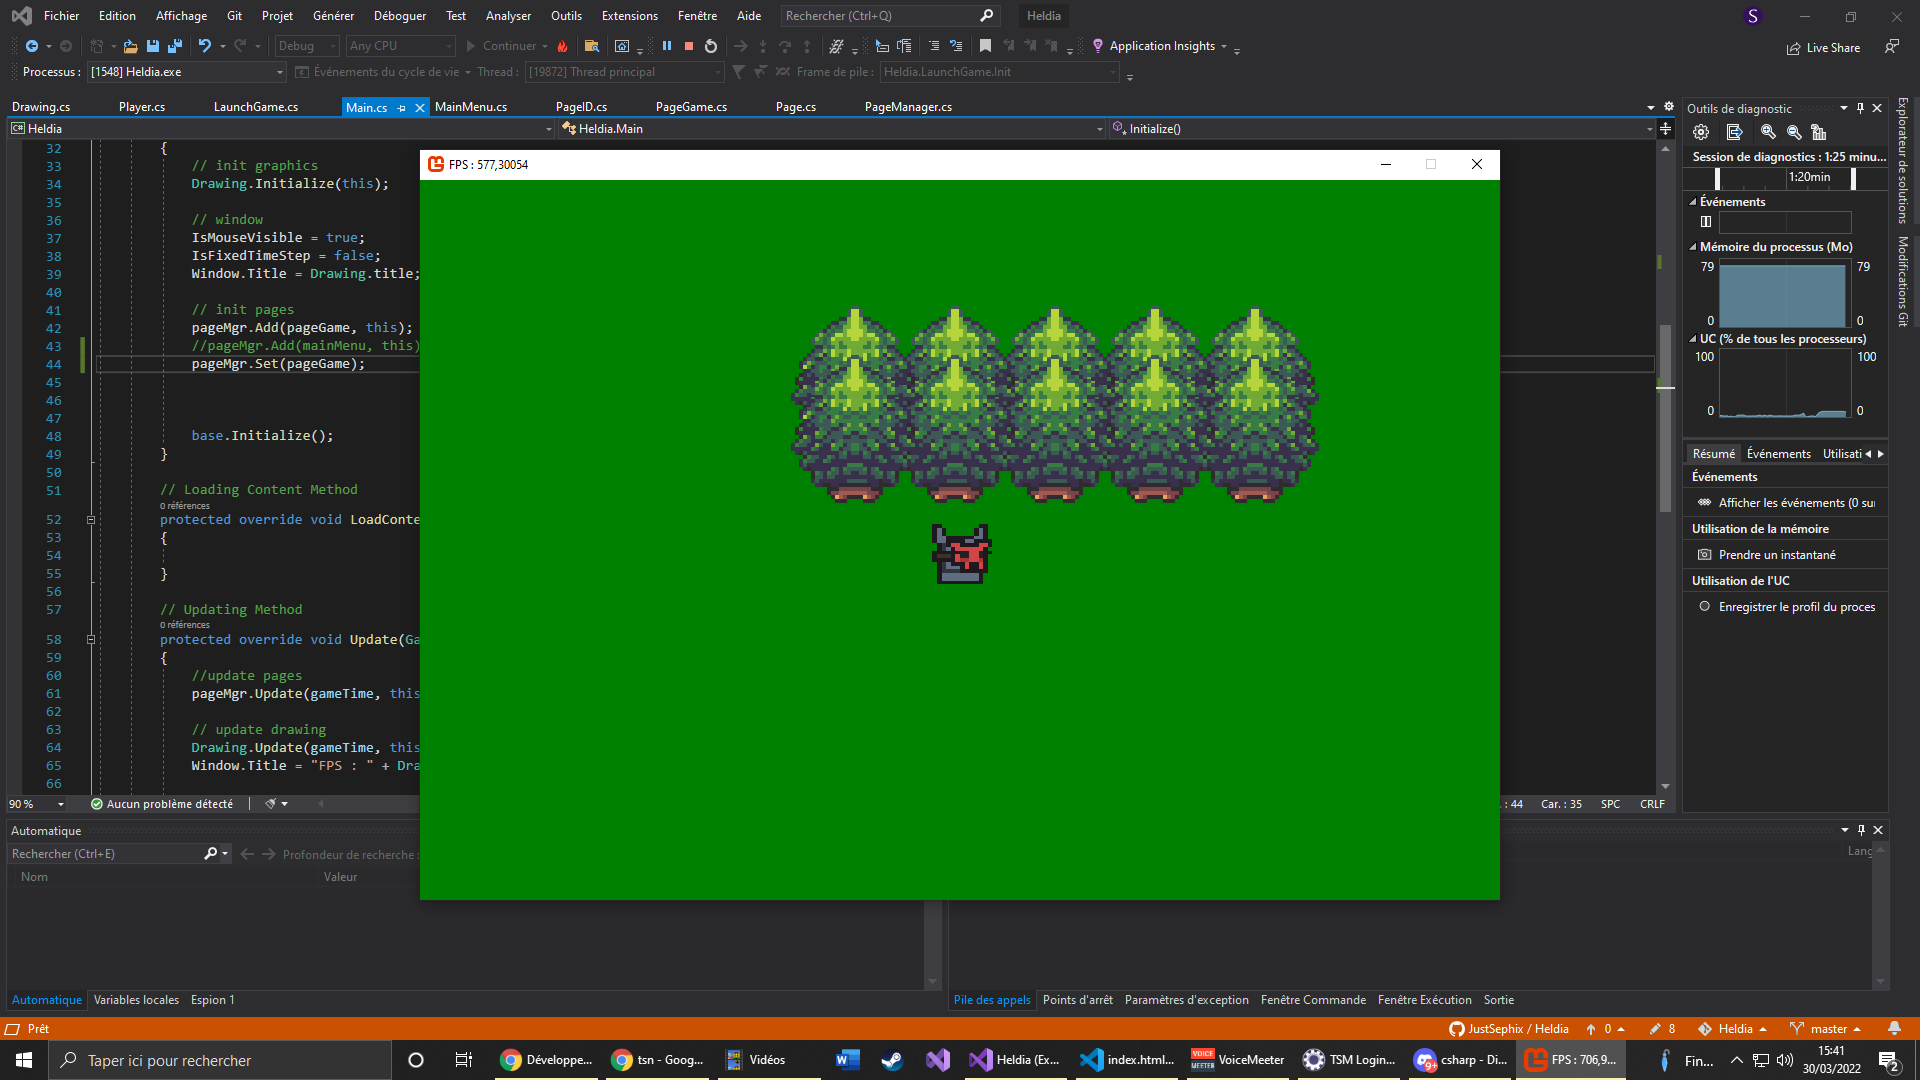 Fichier Edition Affichage Git Projet Générer Déboguer Test Analyser Outils Extensions Fenêtre Aide Rechercher (Ctrl+Q) Heldia S
Debug Any CPU Continuer Application Insights Live Share
Processus : [1548] Heldia.exe Événements du cycle de vie Thread : [19872] Thread principal Frame de pile : Heldia.LaunchGame.Init
Drawing.cs Player.cs LaunchGame.cs Main.cs MainMenu.cs PageID.cs PageGame.cs Page.cs PageManager.cs
C# Heldia Heldia.Main Initialize()
32 {
33 // init graphics
34 Drawing.Initialize(this);
35
36 // window
37 IsMouseVisible = true;
38 IsFixedTimeStep = false;
39 Window.Title = Drawing.title;
40
41 // init pages
42 pageMgr.Add(pageGame, this);
43 //pageMgr.Add(mainMenu, this)
44 pageMgr.Set(pageGame);
45
46
47
48 base.Initialize();
49 }
50
51 // Loading Content Method
0 références
52 protected override void LoadConte
53 {
54
55 }
56
57 // Updating Method
0 références
58 protected override void Update(Ga
59 {
60 //update pages
61 pageMgr.Update(gameTime, this
62
63 // update drawing
64 Drawing.Update(gameTime, this
65 Window.Title = "FPS : " + Dra
66
FPS : 577,30054
90 % Aucun problème détecté : 44 Car. : 35 SPC CRLF
Outils de diagnostic
Session de diagnostics : 1:25 minu...
1:20min
Événements
Mémoire du processus (Mo)
79 79
0 0
UC (% de tous les processeurs)
100 100
0 0
Résumé Événements Utilisati
Événements
Afficher les événements (0 su
Utilisation de la mémoire
Prendre un instantané
Utilisation de l'UC
Enregistrer le profil du proces
Explorateur de solutions
Modifications Git
Automatique
Rechercher (Ctrl+E) Profondeur de recherche :
Nom Valeur
Lang
Automatique Variables locales Espion 1
Pile des appels Points d'arrêt Paramètres d'exception Fenêtre Commande Fenêtre Exécution Sortie
Prêt JustSephix / Heldia 0 8 Heldia master
Taper ici pour rechercher Développe... tsn - Goog... Vidéos Heldia (Ex... index.html... VOICE MEETER VoiceMeeter TSM Login... 9+ csharp - Di... FPS : 706,9... Fin... 15:41
30/03/2022 2